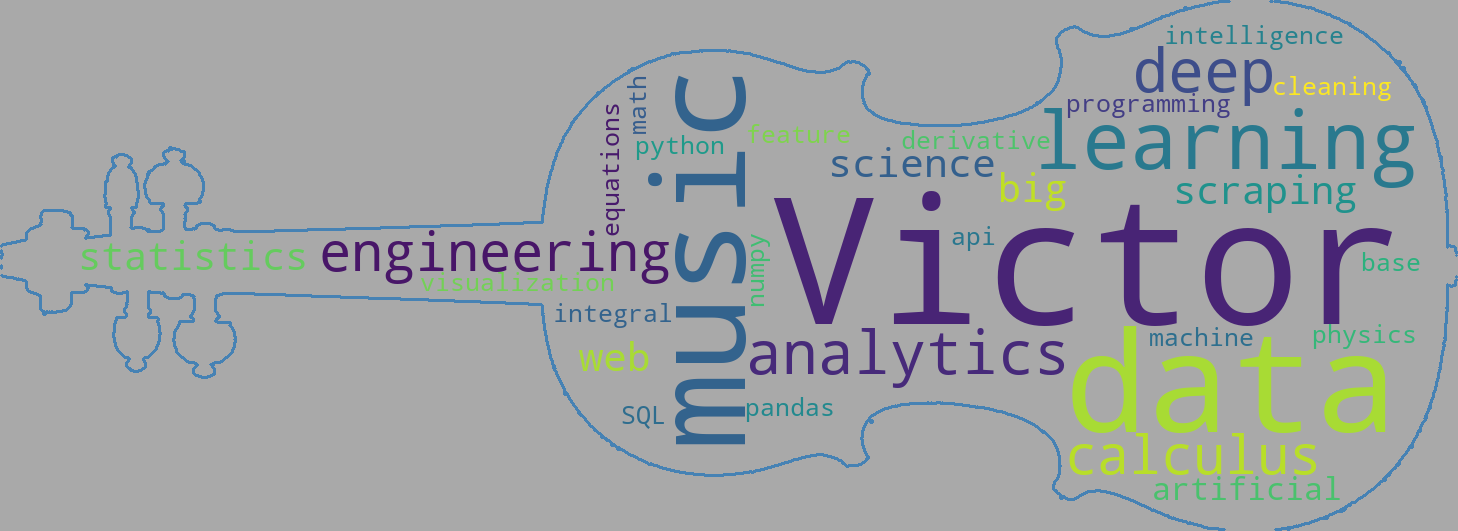 intelligence
deep
cleaning
programming
learning
math
equations
python
music
feature
derivative
science
big
scraping
Victor
api
numpy
statistics
engineering
visualization
base
integral
web
analytics
machine
physics
data
SQL
pandas
calculus
artificial